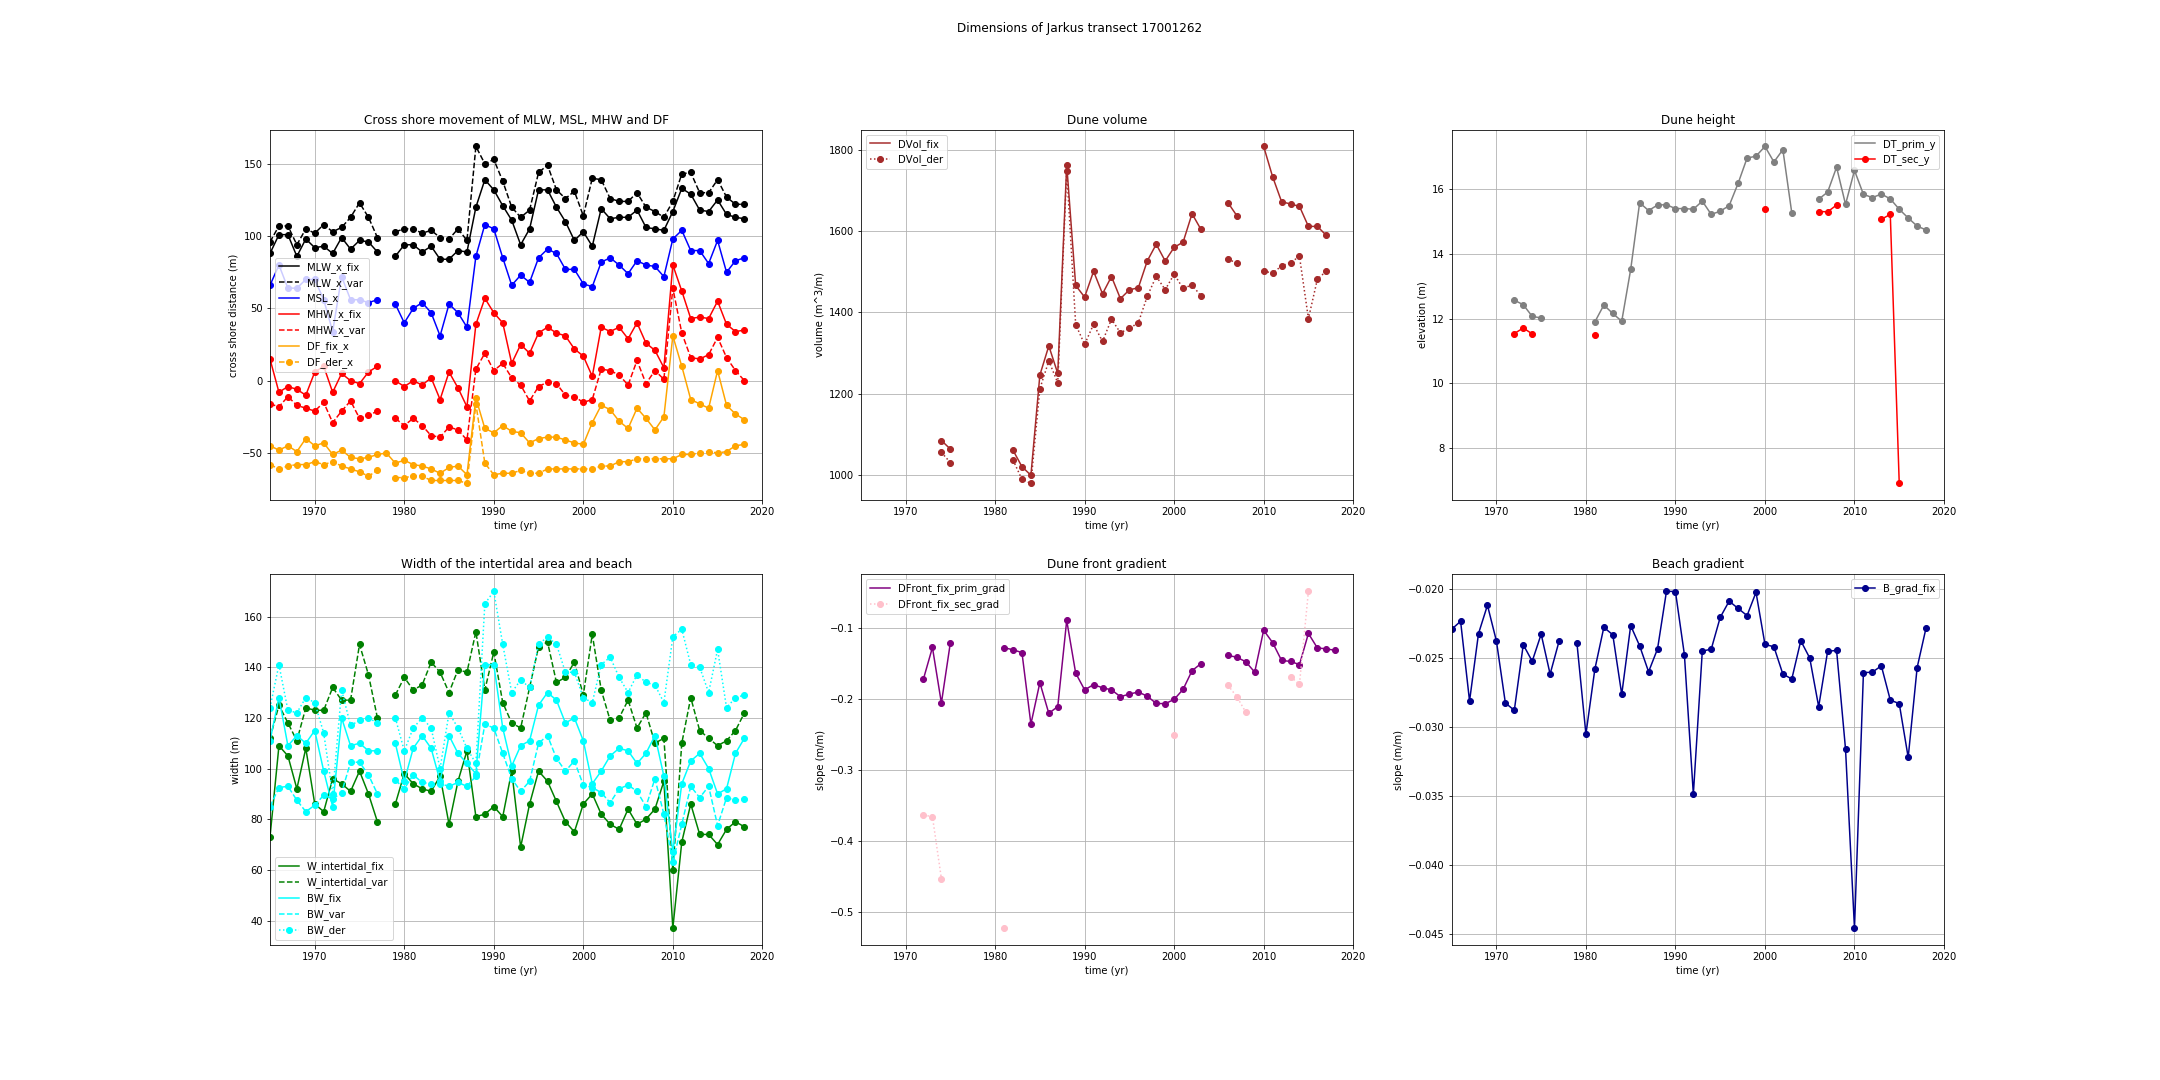 Dimensions of Jarkus transect 17001262
Cross shore movement of MLW, MSL, MHW and DF
cross shore distance (m)
150
100
50
0
−50
MLW_x_fix
MLW_x_var
MSL_x
MHW_x_fix
MHW_x_var
DF_fix_x
DF_der_x
1970 1980 1990 2000 2010 2020
time (yr)
Dune volume
volume (m^3/m)
1800
1600
1400
1200
1000
DVol_fix
DVol_der
1970 1980 1990 2000 2010 2020
time (yr)
Dune height
elevation (m)
16
14
12
10
8
DT_prim_y
DT_sec_y
1970 1980 1990 2000 2010 2020
time (yr)
Width of the intertidal area and beach
width (m)
160
140
120
100
80
60
40
W_intertidal_fix
W_intertidal_var
BW_fix
BW_var
BW_der
1970 1980 1990 2000 2010 2020
time (yr)
Dune front gradient
slope (m/m)
−0.1
−0.2
−0.3
−0.4
−0.5
DFront_fix_prim_grad
DFront_fix_sec_grad
1970 1980 1990 2000 2010 2020
time (yr)
Beach gradient
slope (m/m)
−0.020
−0.025
−0.030
−0.035
−0.040
−0.045
B_grad_fix
1970 1980 1990 2000 2010 2020
time (yr)